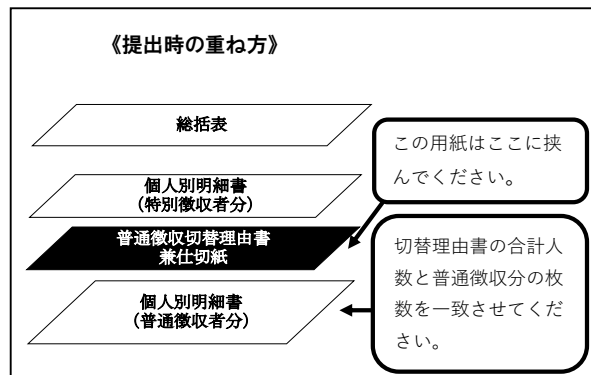 《提出時の重ね方》
総括表
個人別明細書
(特別徴収者分)
普通徴収切替理由書
兼仕切紙
個人別明細書
(普通徴収者分)
この用紙はここに挟
んでください。
切替理由書の合計人
数と普通徴収分の枚
数を一致させてくだ
さい。